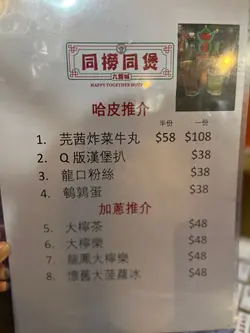 同撈同煲
九龍城
HAPPY TOGETHER HOTPOT
哈皮推介
半份 一份
1. 芫茜炸菜牛丸 $58 $108
2. Q版漢堡扒 $38
3. 龍口粉絲 $38
4. 鵪鶉蛋 $38
加蔥推介
5. 大檸茶 $48
6. 大檸樂 $48
7. 龍鳳大檸樂 $48
8. 懷舊大菠蘿冰 $48